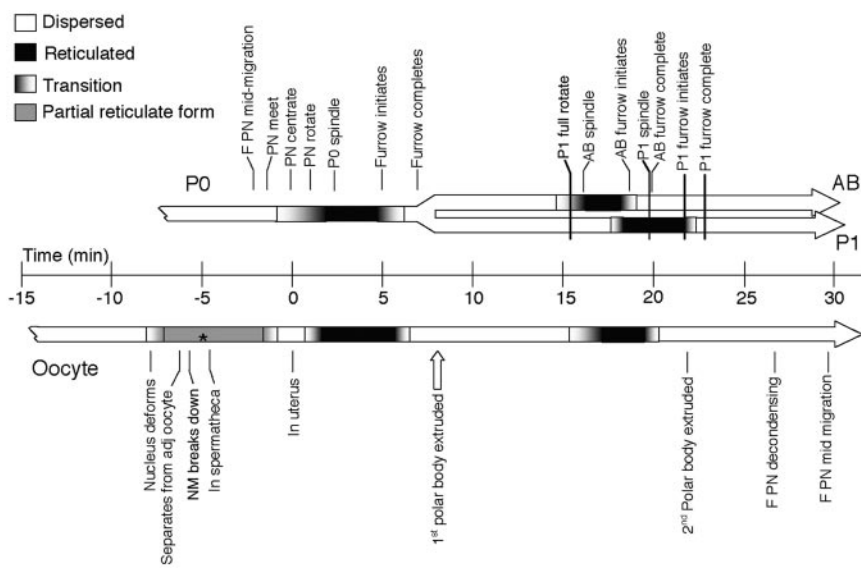 Dispersed
Reticulated
Transition
Partial reticulate form
F PN mid-migration
PN meet
PN centrate
PN rotate
P0 spindle
Furrow initiates
Furrow completes
P1 full rotate
AB spindle
AB furrow initiates
P1 spindle
AB furrow complete
P1 furrow initiates
P1 furrow complete
P0
AB
P1
Time (min)
-15 -10 -5 0 5 10 15 20 25 30
*
Oocyte
Nucleus deforms
Separates from adj oocyte
NM breaks down
In spermatheca
In uterus
1st polar body extruded
2nd Polar body extruded
F PN decondensing
F PN mid migration